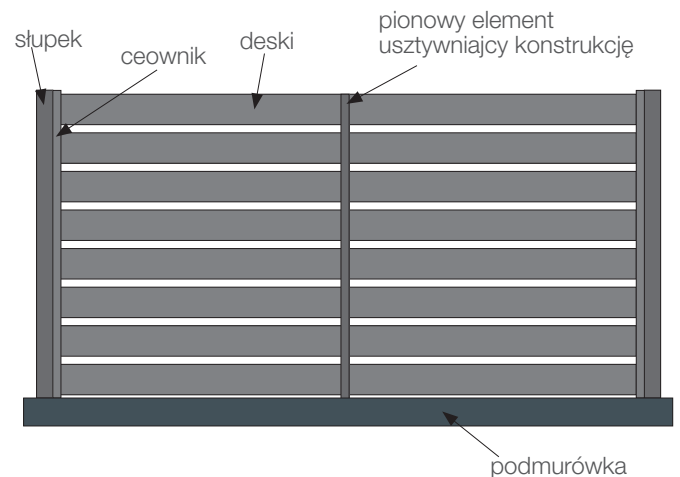 słupek
ceownik
deski
pionowy element
usztywniajcy konstrukcję
podmurówka